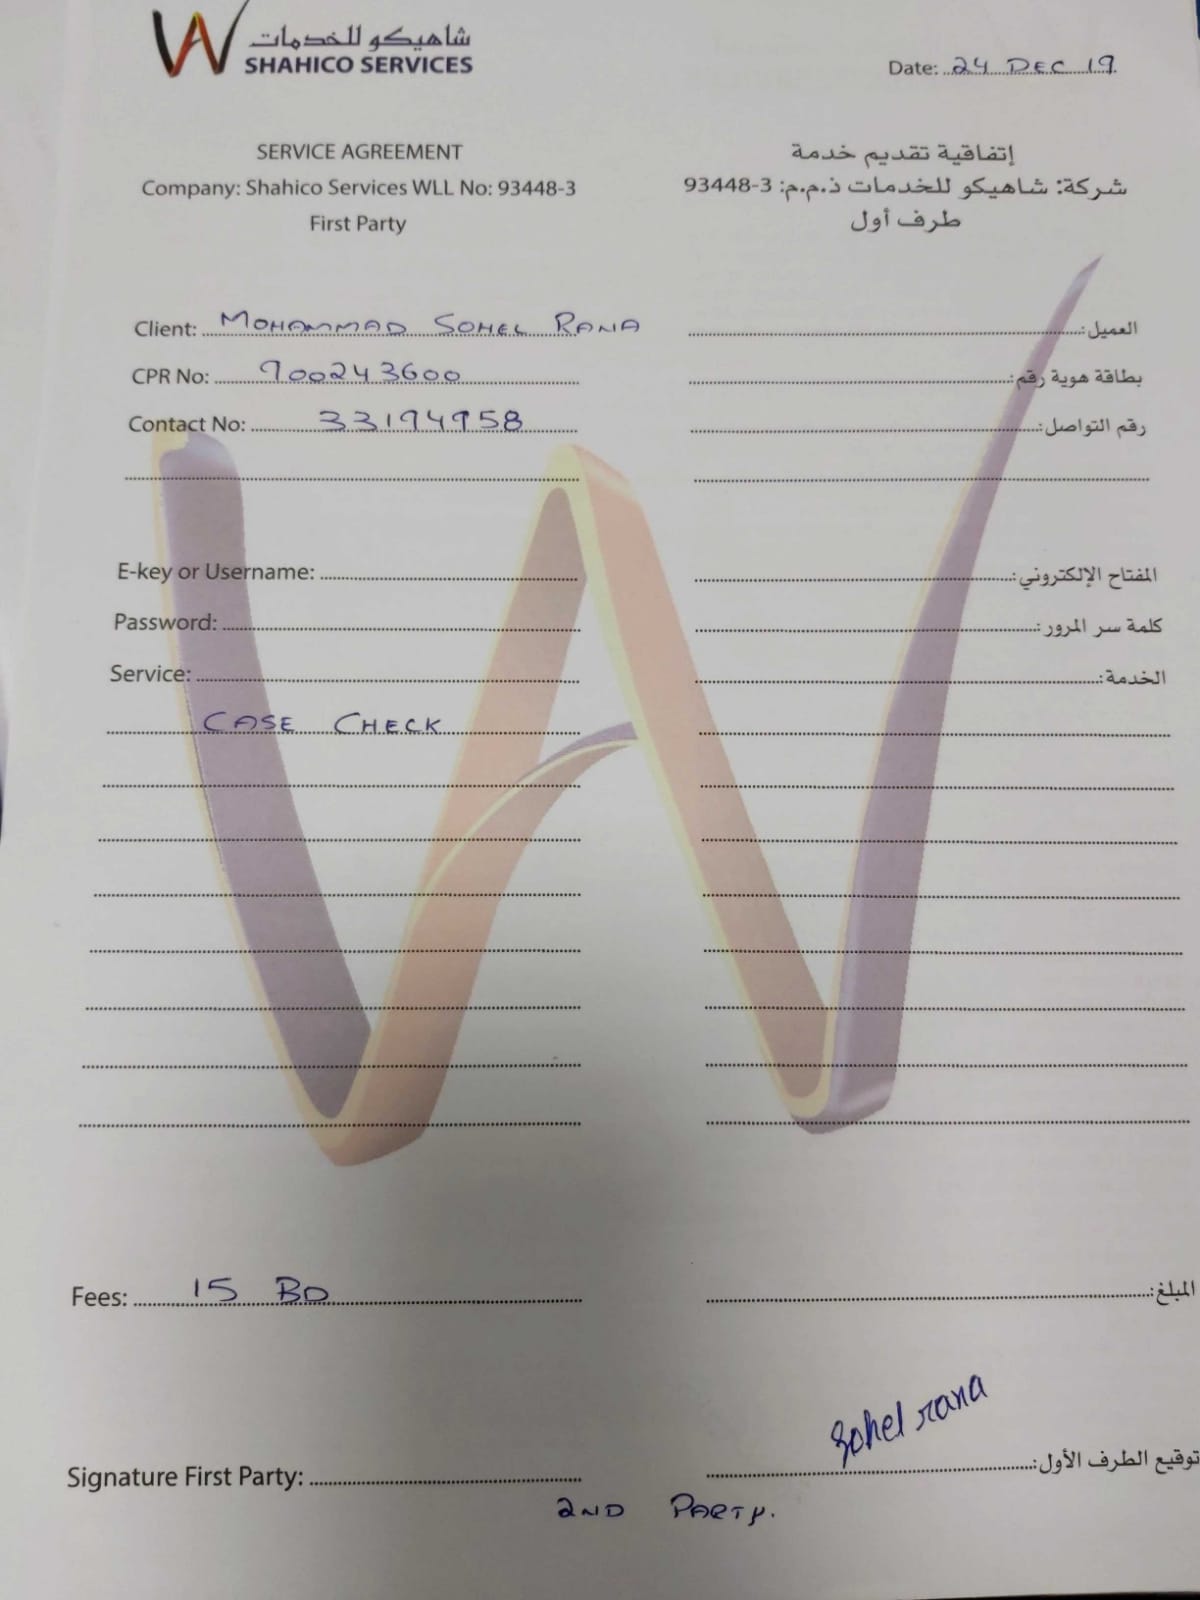 شاهيكو للخدمات
SHAHICO SERVICES
Date: 24 DEC 19
SERVICE AGREEMENT
إتفاقية تقديم خدمة
Company: Shahico Services WLL No: 93448-3
شركة: شاهيكو للخدمات ذ.م.م: 3-93448
First Party
طرف أول
Client: MOHAMMAD SOHEL RANA
العميل:
CPR No: 900243600
بطاقة هوية رقم:
Contact No: 33194958
رقم التواصل:
E-key or Username:
المفتاح الإلكتروني:
Password:
كلمة سر المرور:
Service:
الخدمة:
CASE CHECK
Fees: 15 BD
المبلغ:
Sohel rana
Signature First Party:
توقيع الطرف الأول:
2ND PARTY.